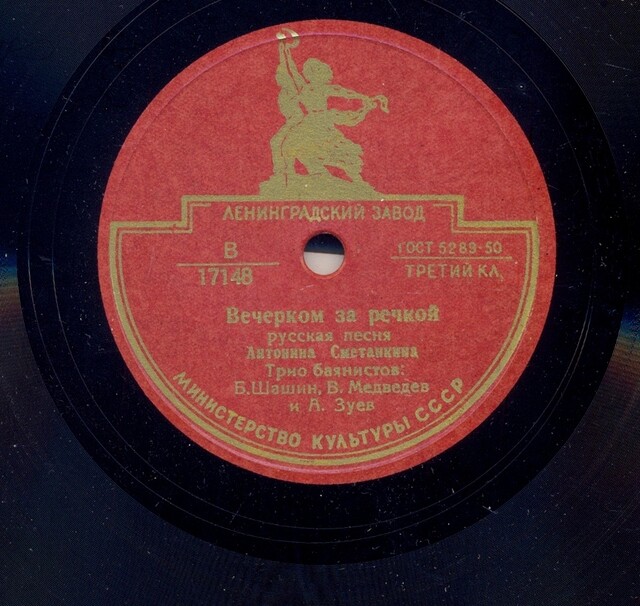 ЛЕНИНГРАДСКИЙ ЗАВОД
В
17148
ГОСТ 5289-50
ТРЕТИЙ КЛ.
Вечерком за речкой
русская песня
Антонина Сметанкина
Трио баянистов:
Б. Шашин, В. Медведев
и А. Зуев
МИНИСТЕРСТВО КУЛЬТУРЫ СССР